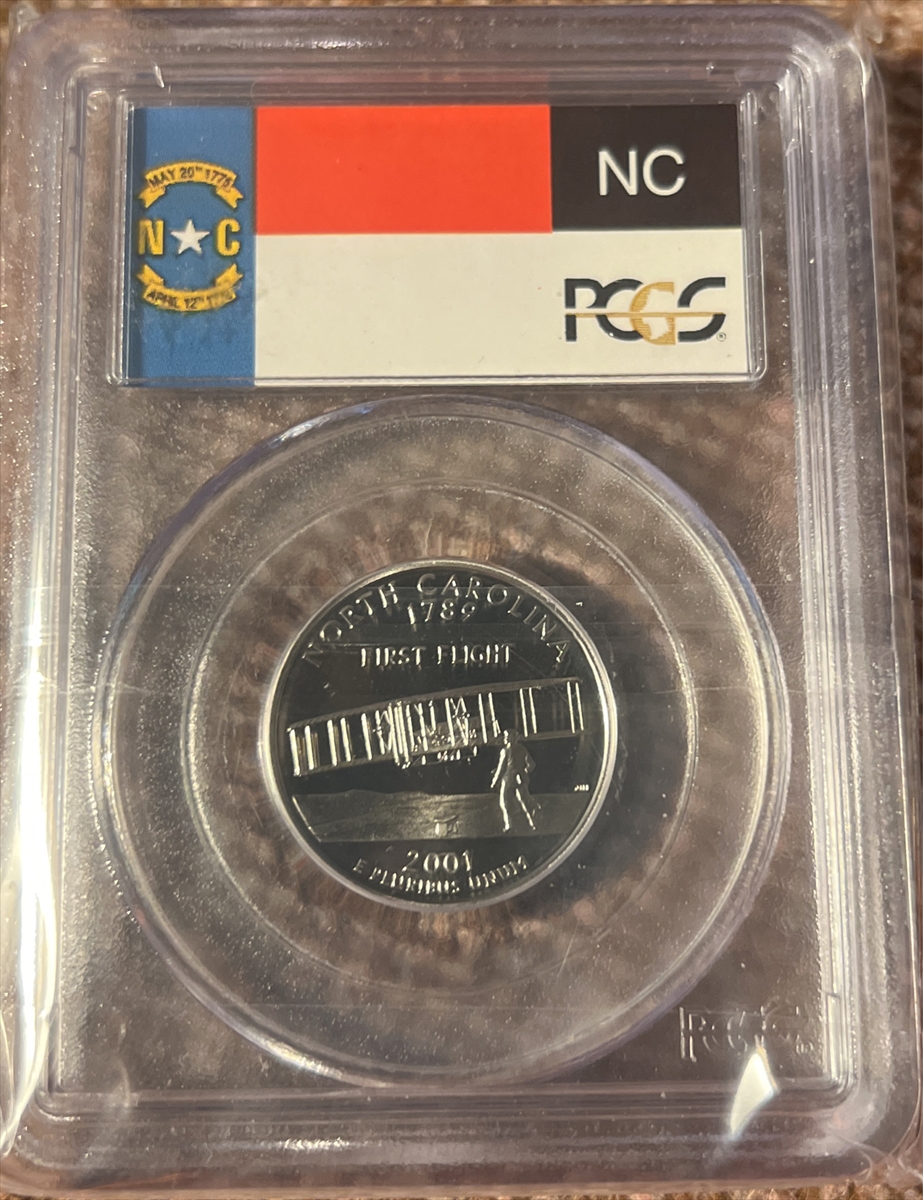 MAY 20TH 1775
N C
APRIL 12TH 1776
NC
PCGS
®
NORTH CAROLINA
1789
FIRST FLIGHT
2001
E PLURIBUS UNUM
PCGS
®